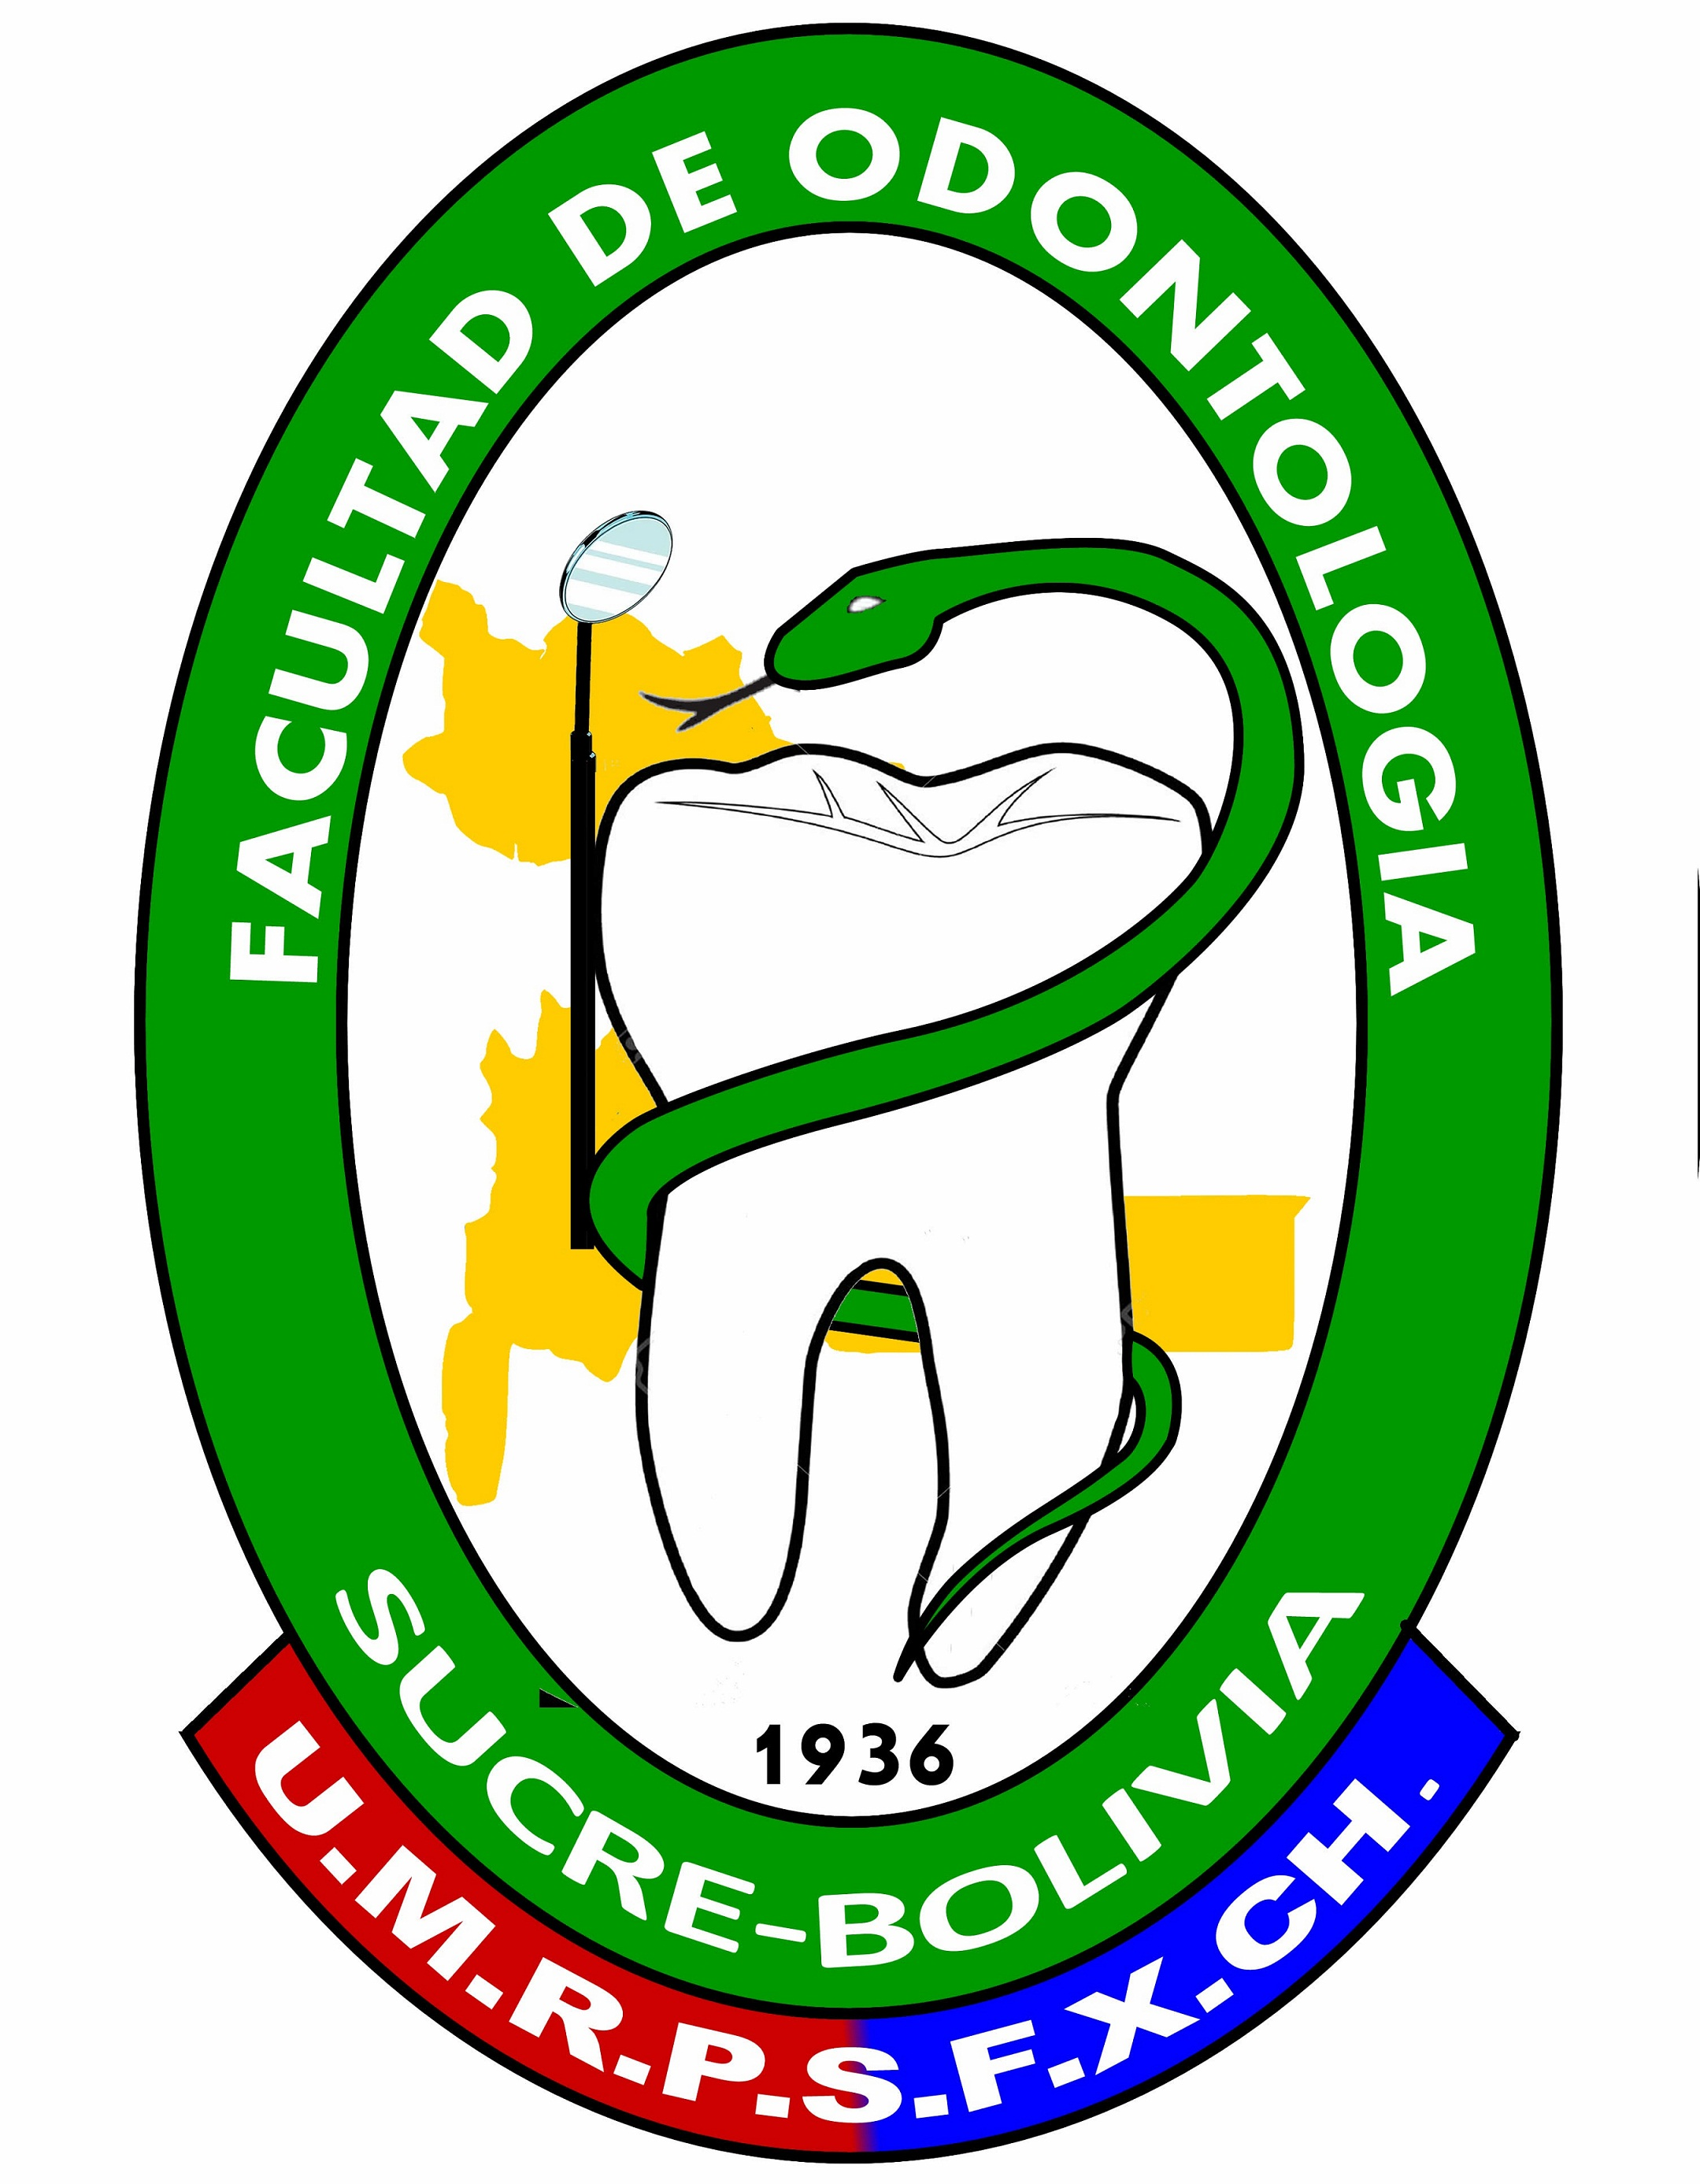 FACULTAD DE ODONTOLOGIA
1936
SUCRE-BOLIVIA
U.M.R.P.S.F.X.CH.